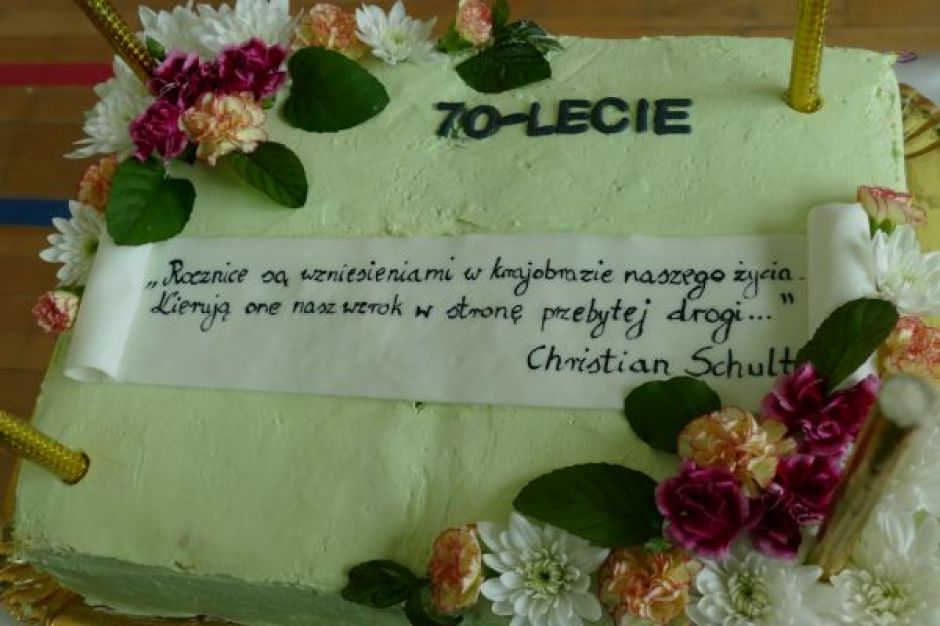 70-LECIE
„Rocznice są wzniesieniami w krajobrazie naszego życia.
Kierują one nasz wzrok w stronę przebytej drogi..."
Christian Schult